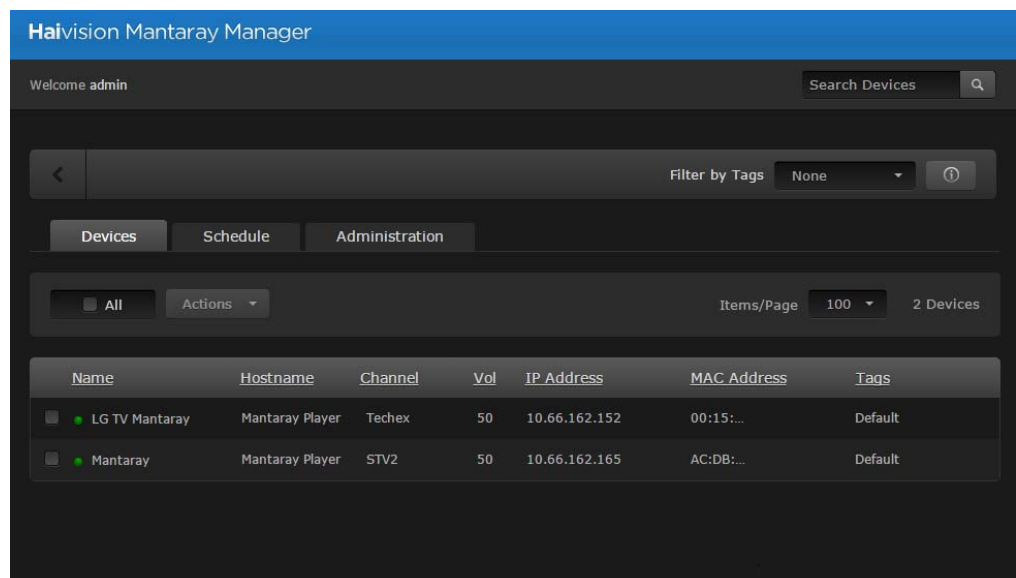 Haivision Mantaray Manager
Welcome admin Search Devices
Filter by Tags None
Devices Schedule Administration
All Actions Items/Page 100 2 Devices
Name Hostname Channel Vol IP Address MAC Address Tags
LG TV Mantaray Mantaray Player Techex 50 10.66.162.152 00:15:... Default
Mantaray Mantaray Player STV2 50 10.66.162.165 AC:DB:... Default